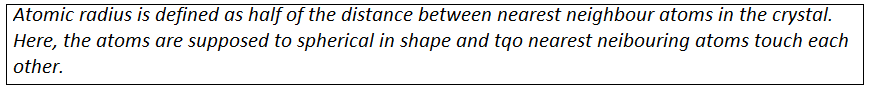 Atomic radius is defined as half of the distance between nearest neighbour atoms in the crystal.
Here, the atoms are supposed to spherical in shape and tqo nearest neibouring atoms touch each
other.